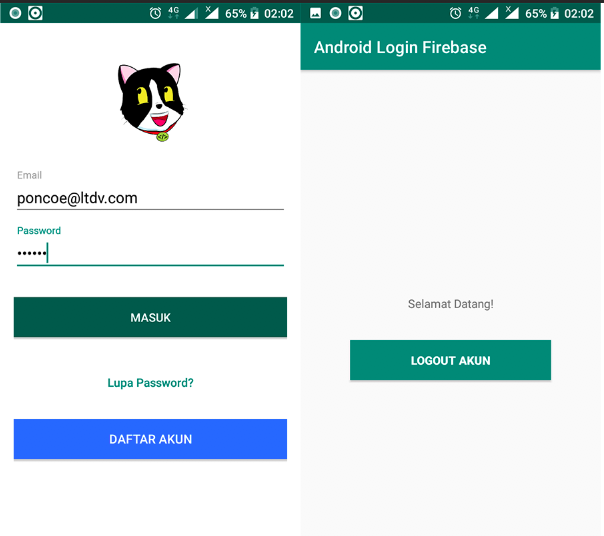 4G X 65% 02:02
Email
poncoe@ltdv.com
Password
••••••
MASUK
Lupa Password?
DAFTAR AKUN
4G X 65% 02:02
Android Login Firebase
Selamat Datang!
LOGOUT AKUN